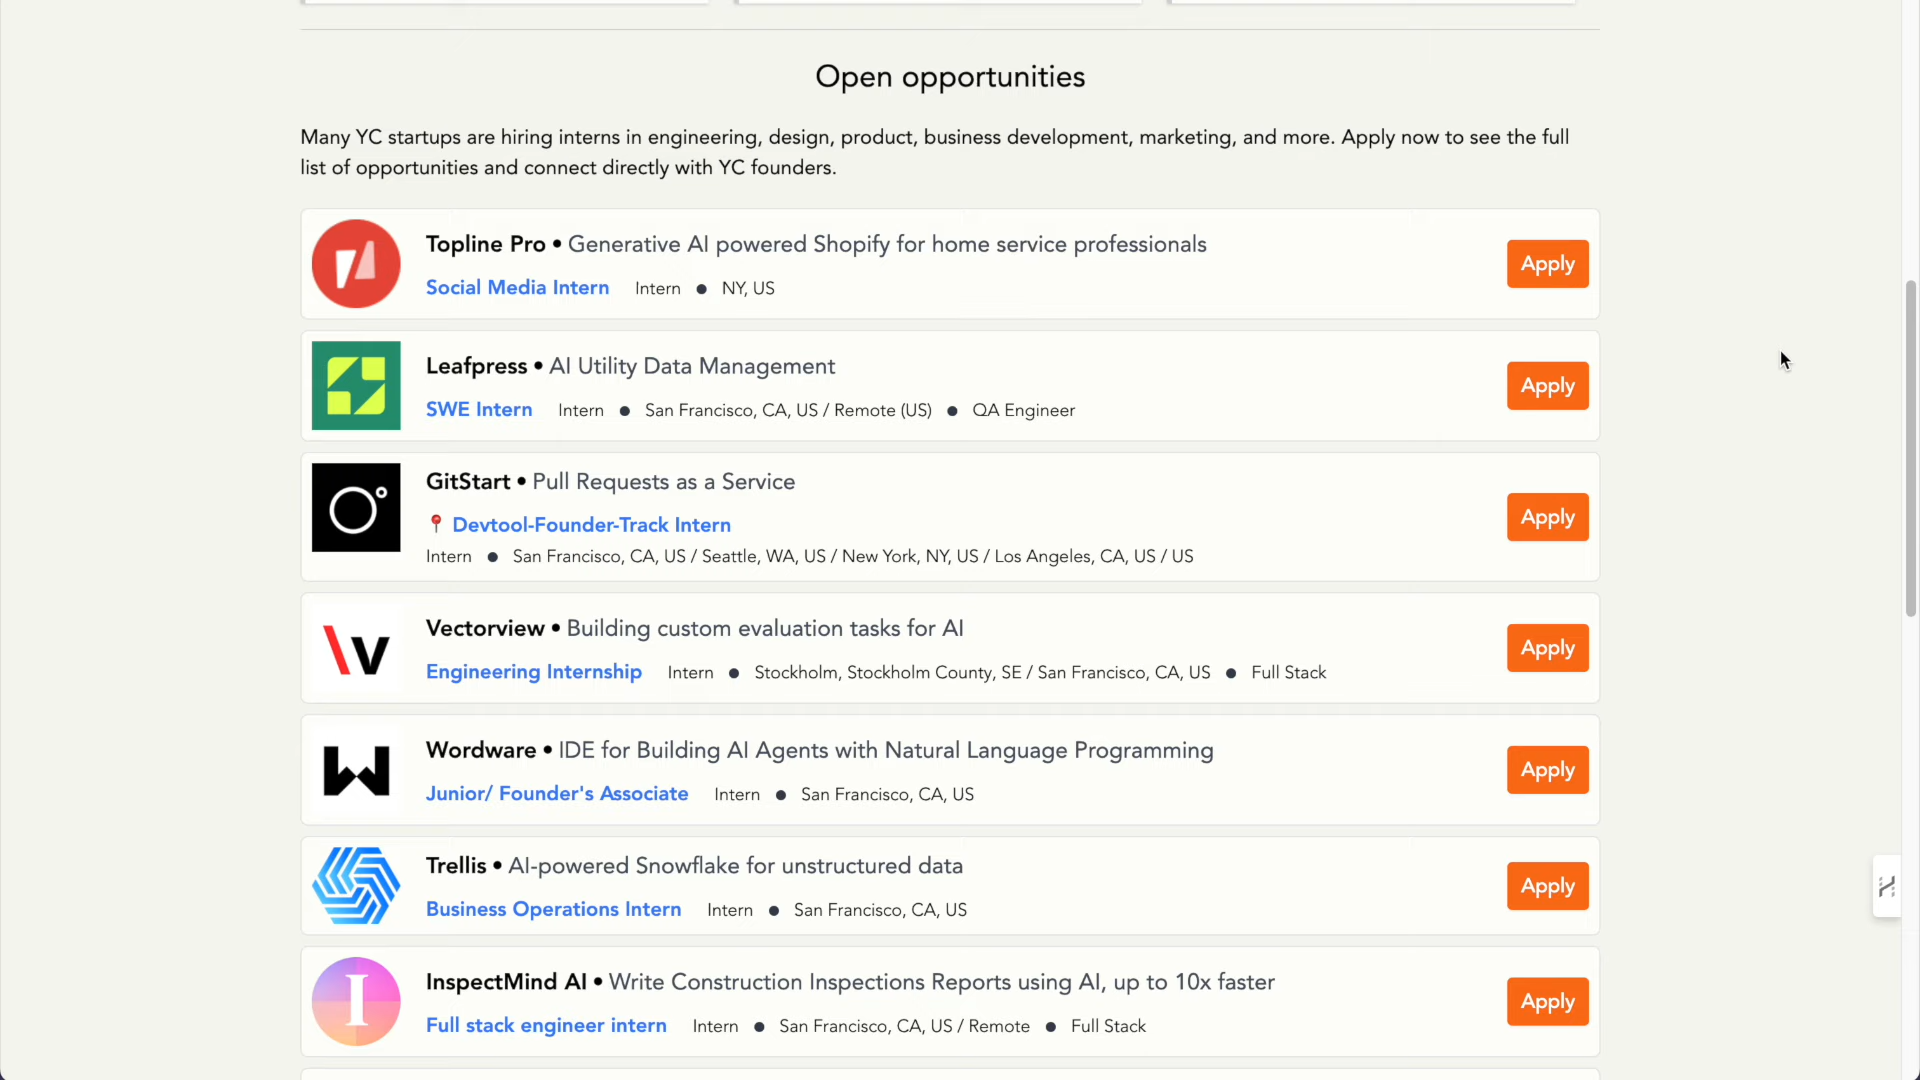 Open opportunities
Many YC startups are hiring interns in engineering, design, product, business development, marketing, and more. Apply now to see the full
list of opportunities and connect directly with YC founders.
Topline Pro • Generative AI powered Shopify for home service professionals
Social Media Intern Intern ● NY, US
Apply
Leafpress • AI Utility Data Management
SWE Intern Intern ● San Francisco, CA, US / Remote (US) ● QA Engineer
Apply
GitStart • Pull Requests as a Service
📍 Devtool-Founder-Track Intern
Intern ● San Francisco, CA, US / Seattle, WA, US / New York, NY, US / Los Angeles, CA, US / US
Apply
\v
Vectorview • Building custom evaluation tasks for AI
Engineering Internship Intern ● Stockholm, Stockholm County, SE / San Francisco, CA, US ● Full Stack
Apply
W
Wordware • IDE for Building AI Agents with Natural Language Programming
Junior/ Founder's Associate Intern ● San Francisco, CA, US
Apply
Trellis • AI-powered Snowflake for unstructured data
Business Operations Intern Intern ● San Francisco, CA, US
Apply
I
InspectMind AI • Write Construction Inspections Reports using AI, up to 10x faster
Full stack engineer intern Intern ● San Francisco, CA, US / Remote ● Full Stack
Apply